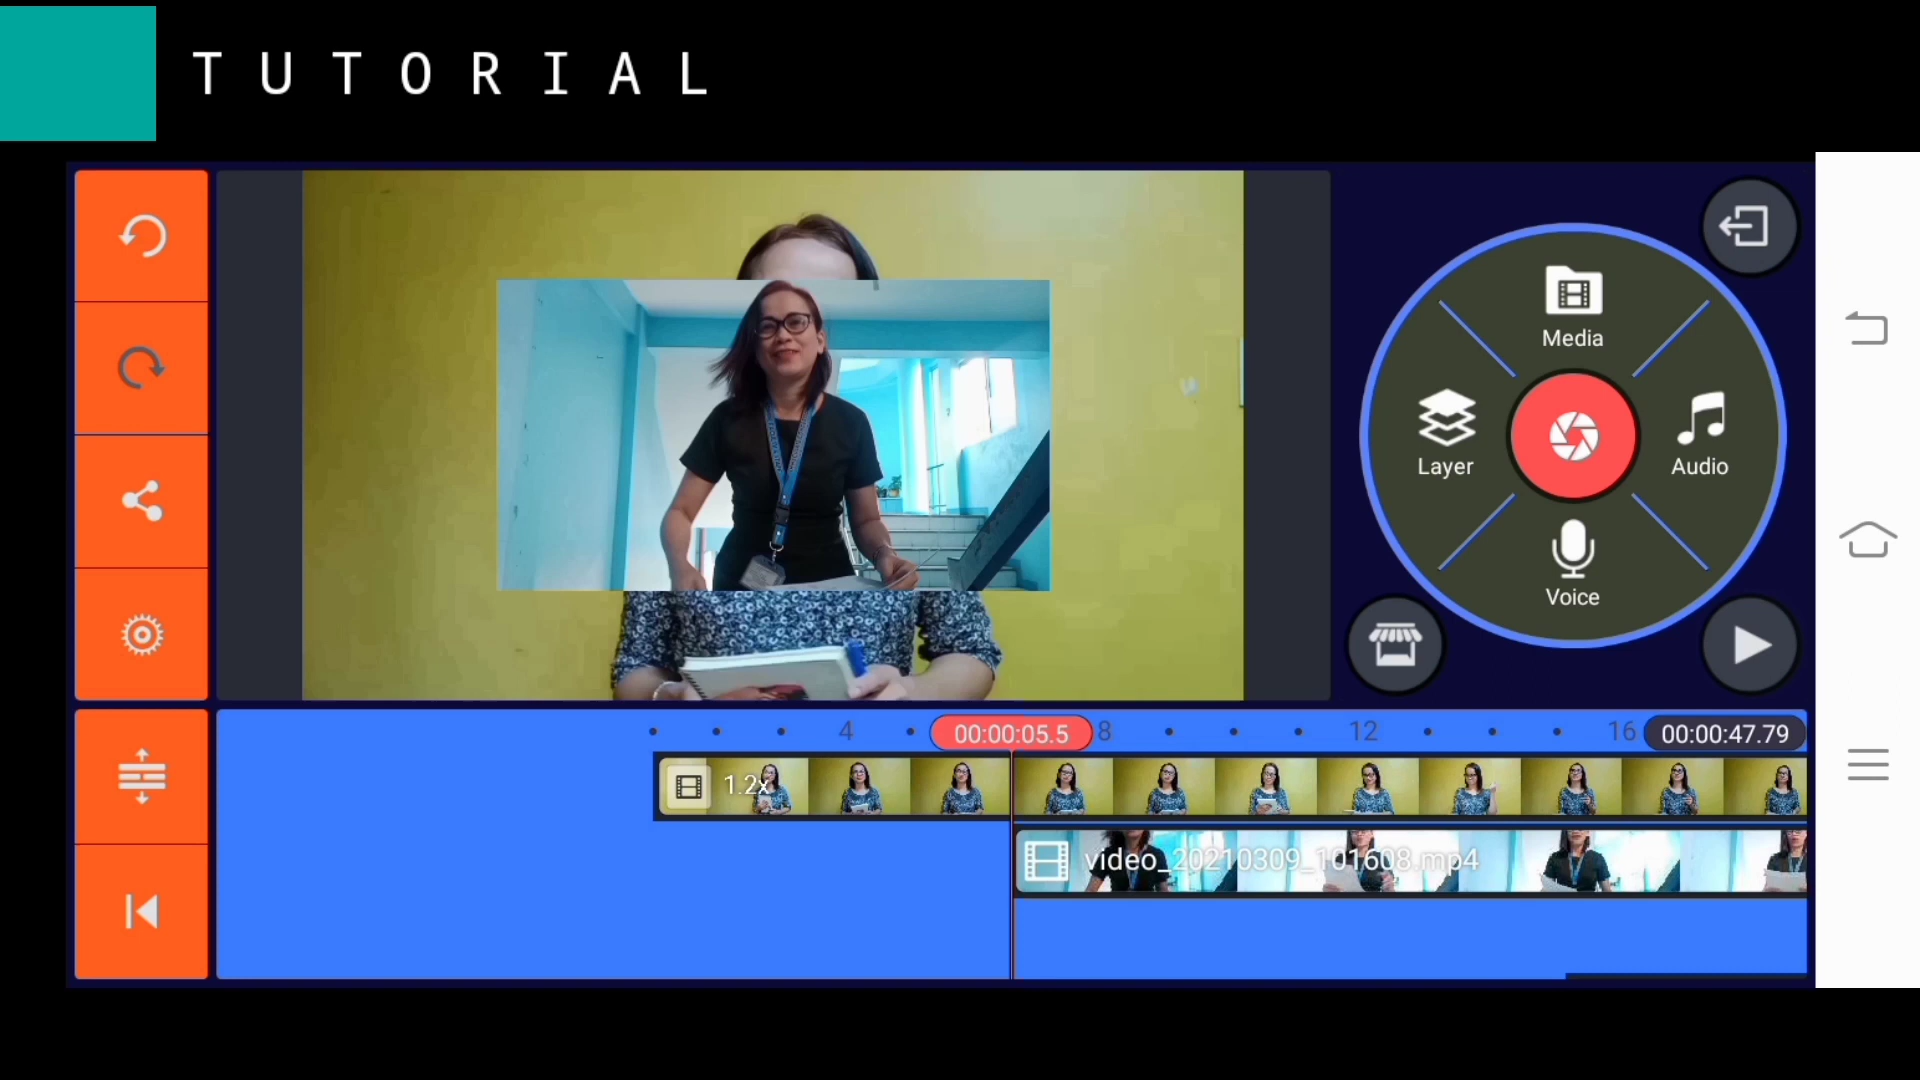 TUTORIAL
Media
Layer
Audio
Voice
4
00:00:05.5
8
12
16
00:00:47.79
1.2x
video_20210309_101608.mp4